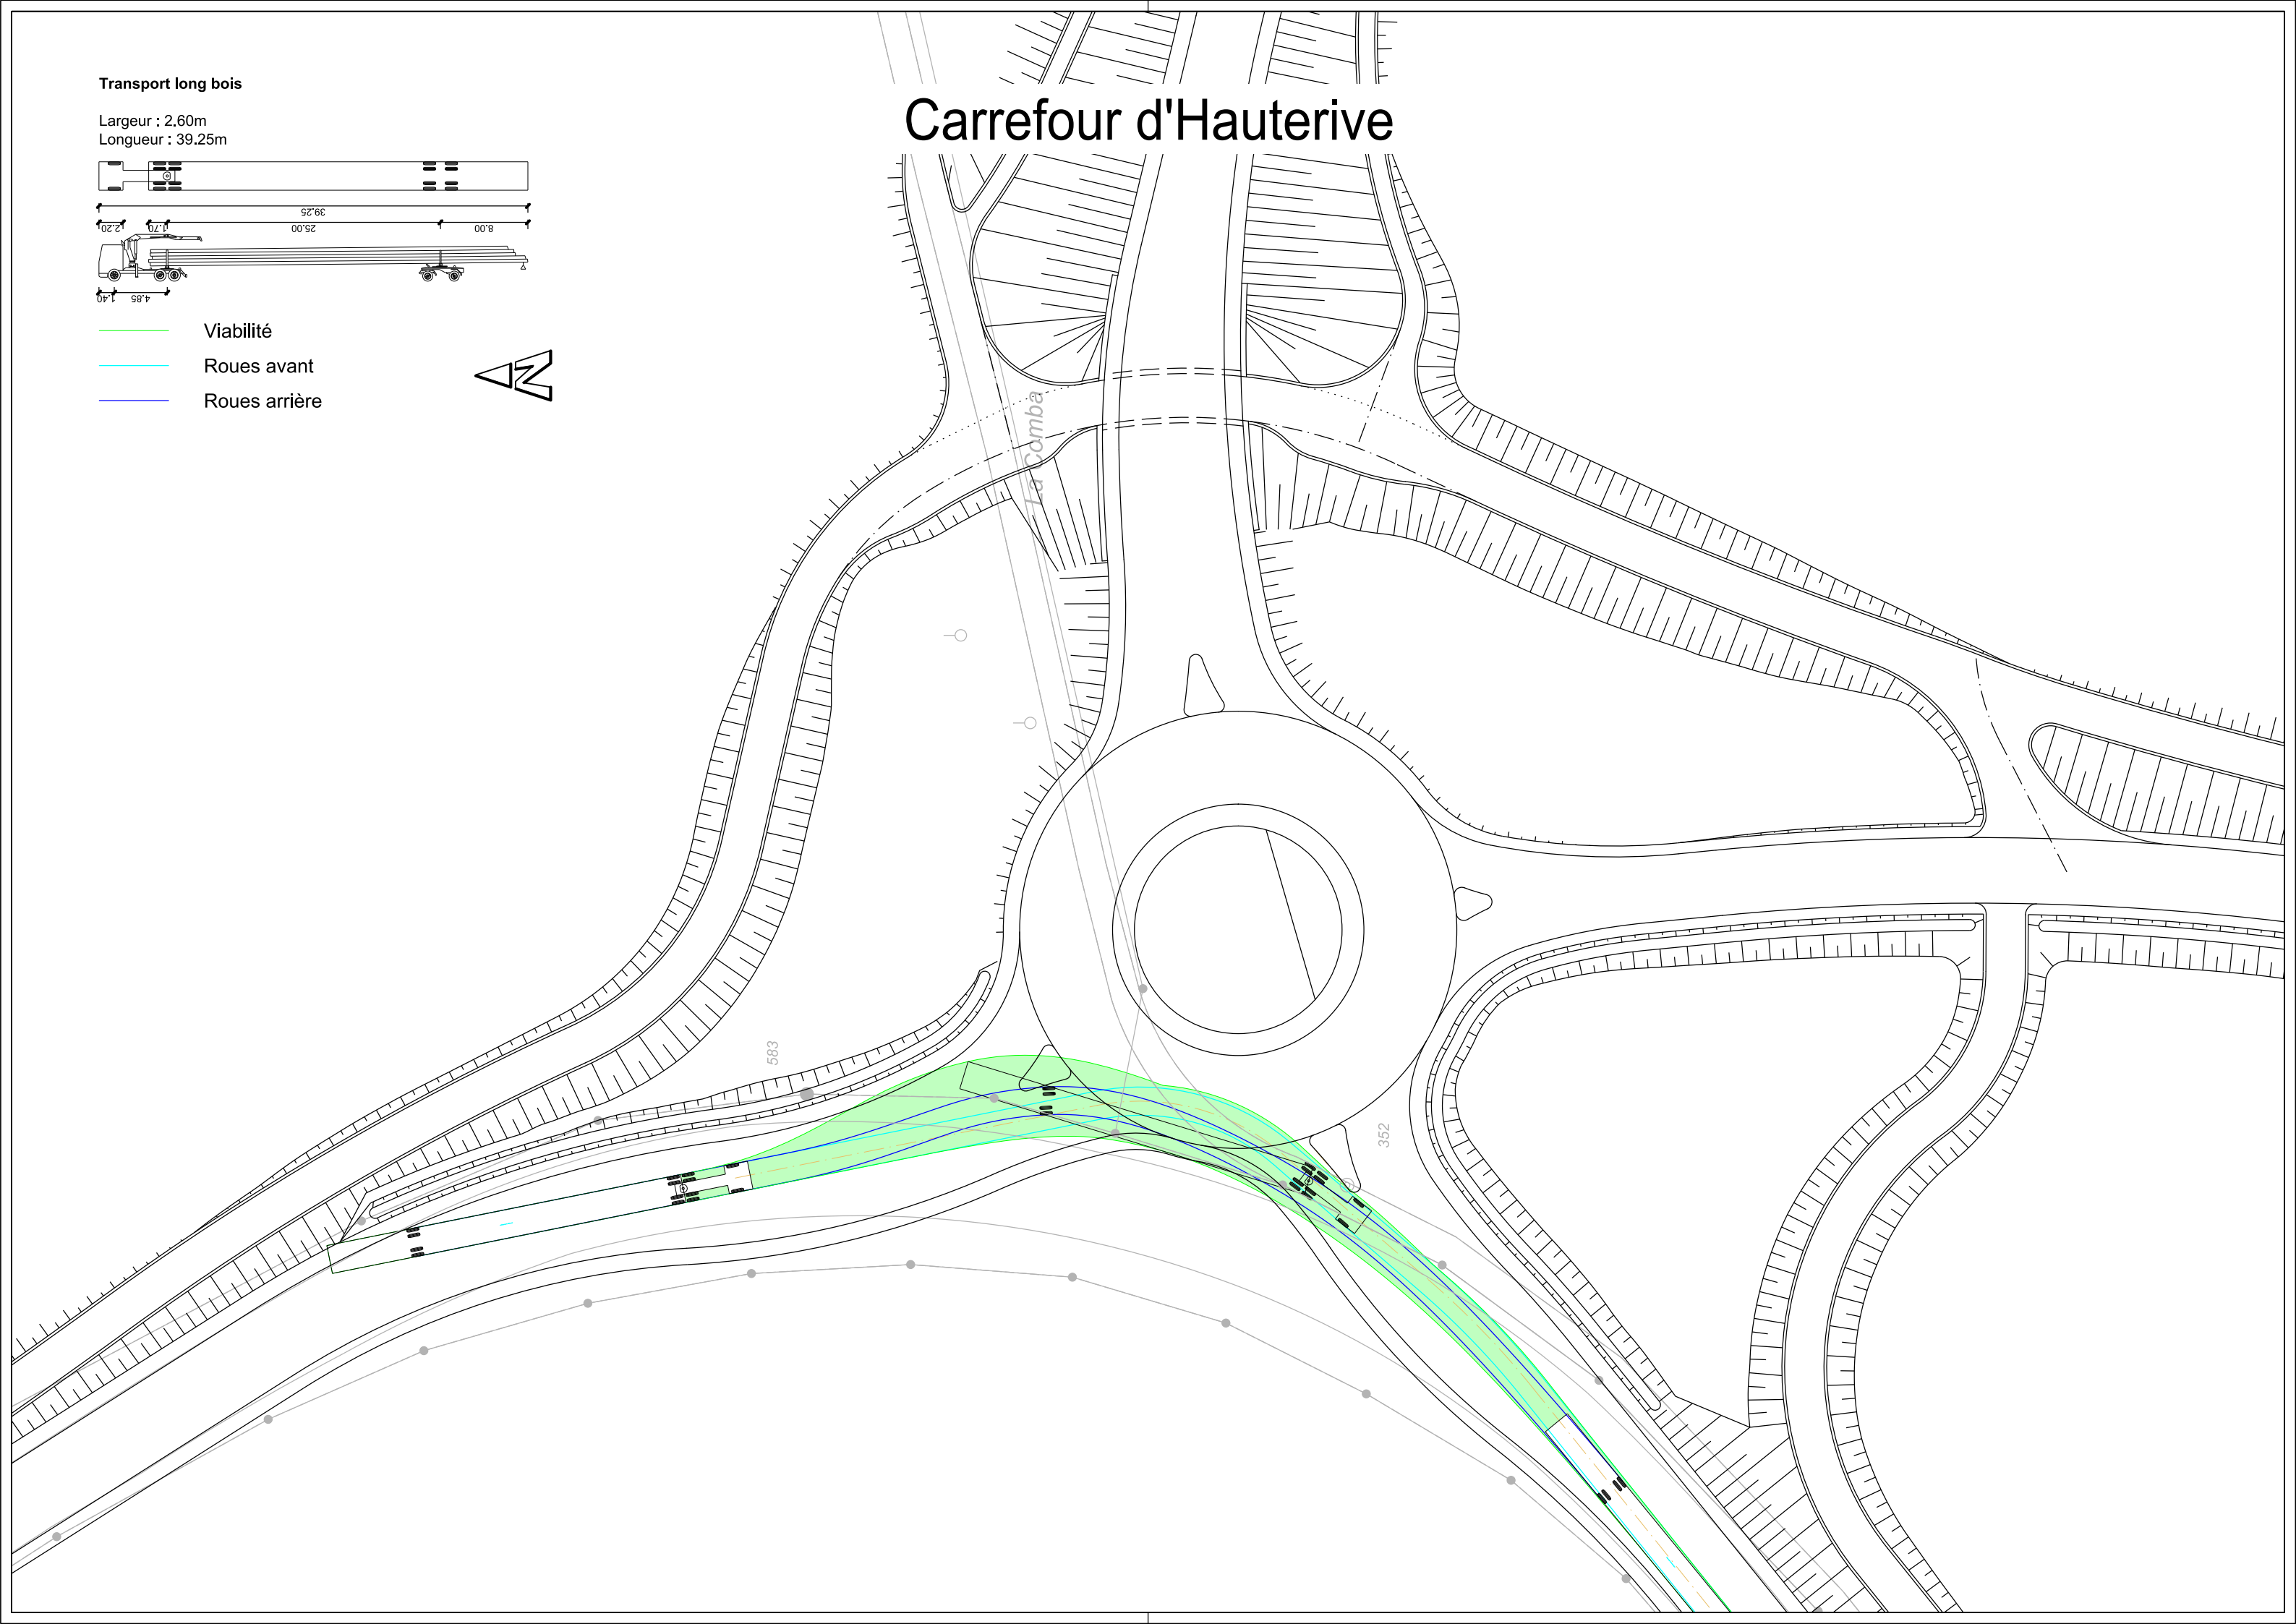 Carrefour d'Hauterive
Transport long bois
Largeur : 2.60m
Longueur : 39.25m
39.25
2.20
1.70
25.00
8.00
1.40
4.85
Viabilité
Roues avant
Roues arrière
N
La Comba
583
352